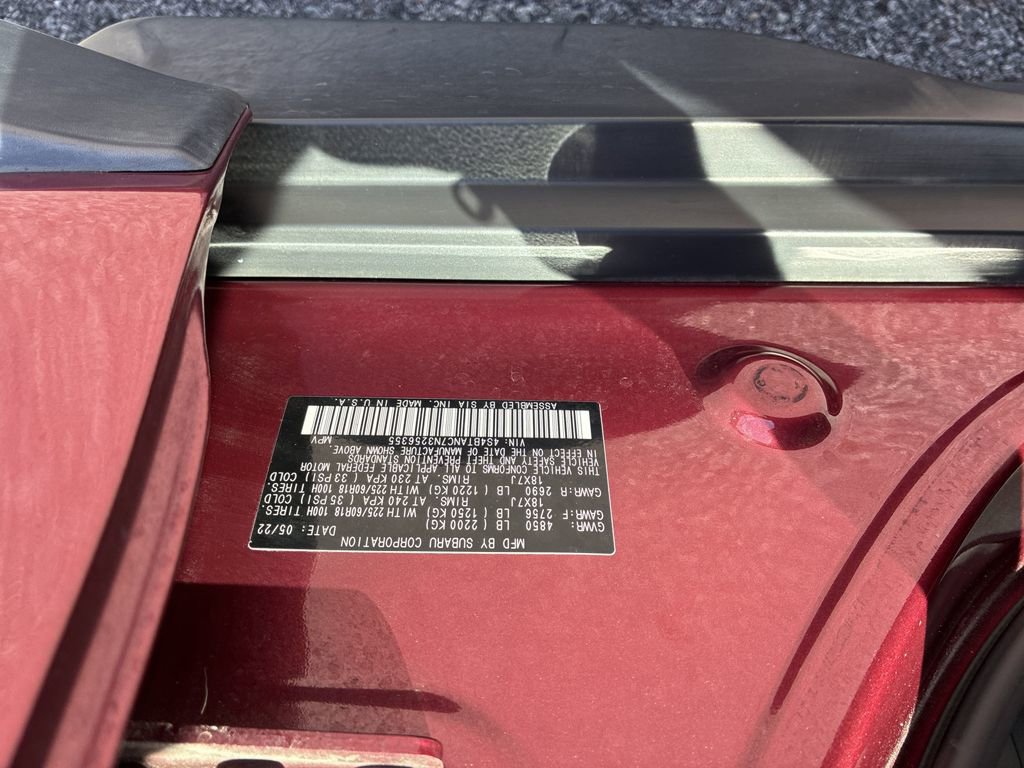 MFD BY SUBARU CORPORATION
GVWR: 4850 LB ( 2200 KG) DATE: 05/22
GAWR:F 2756 LB ( 1250 KG) WITH 225/60R18 100H TIRES.
18X7J RIMS. AT 240 KPA ( 35 PSI) COLD
GAWR:R 2690 LB ( 1220 KG) WITH 225/60R18 100H TIRES.
18X7J RIMS. AT 230 KPA ( 33 PSI) COLD
THIS VEHICLE CONFORMS TO ALL APPLICABLE FEDERAL MOTOR
VEHICLE SAFETY AND THEFT PREVENTION STANDARDS
IN EFFECT ON THE DATE OF MANUFACTURE SHOWN ABOVE.
VIN: 4S4BTANC7N3256355 MPV
ASSEMBLED BY SIA INC. MADE IN U.S.A.